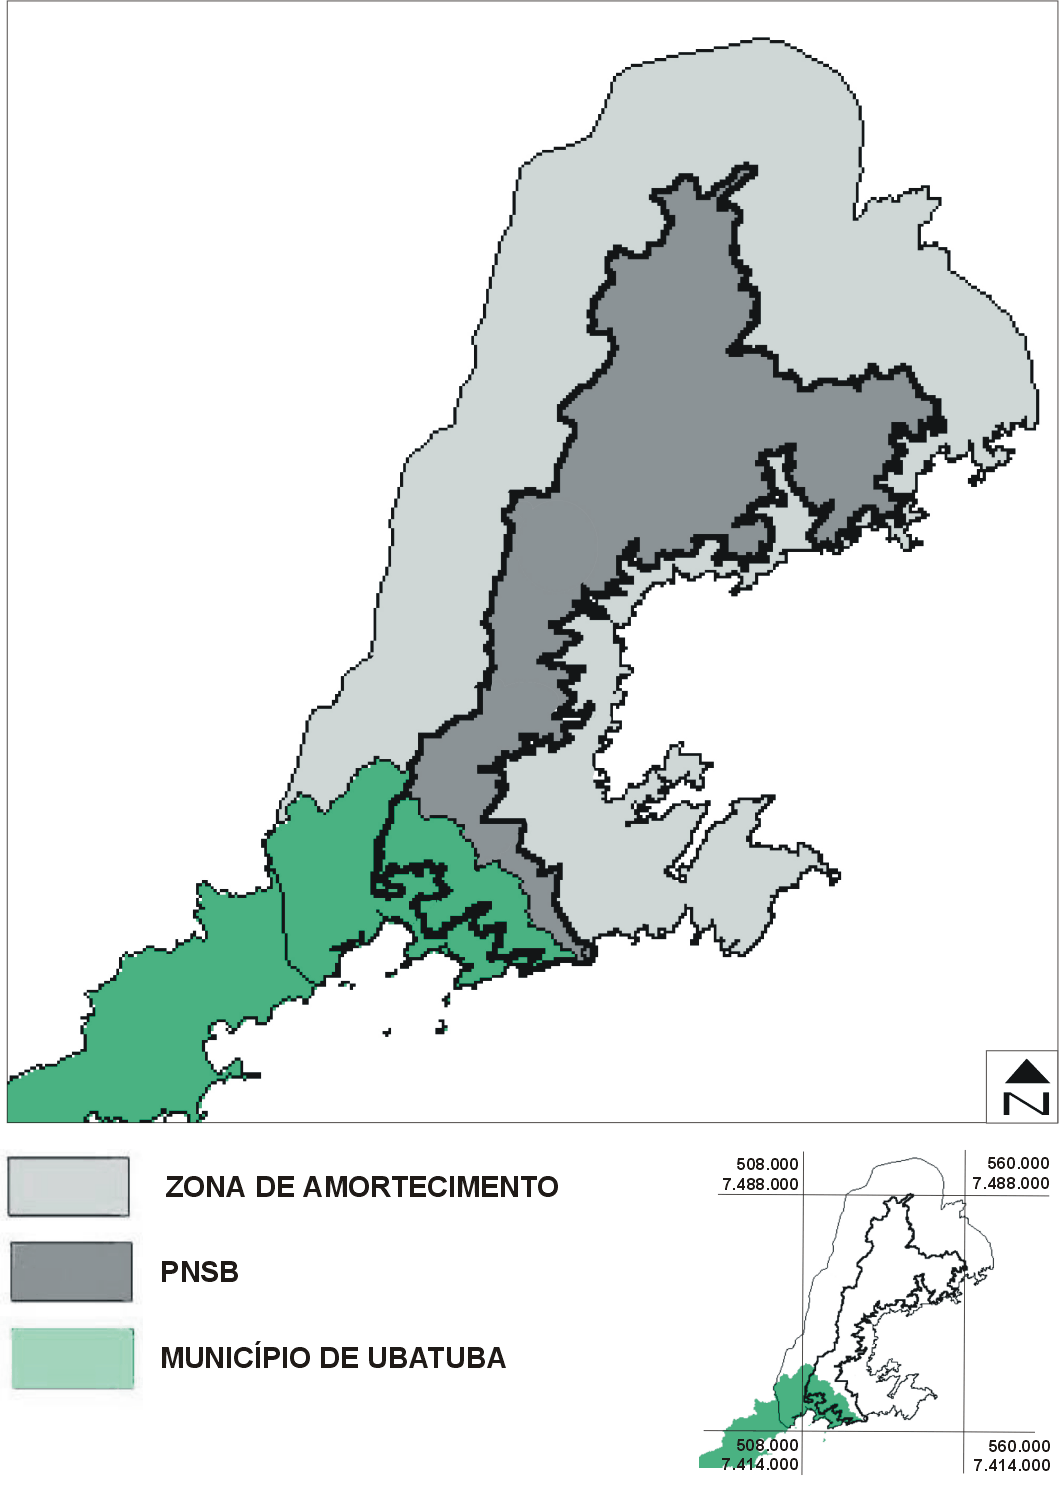 N
ZONA DE AMORTECIMENTO
PNSB
MUNICÍPIO DE UBATUBA
508.000
7.488.000
560.000
7.488.000
508.000
7.414.000
560.000
7.414.000